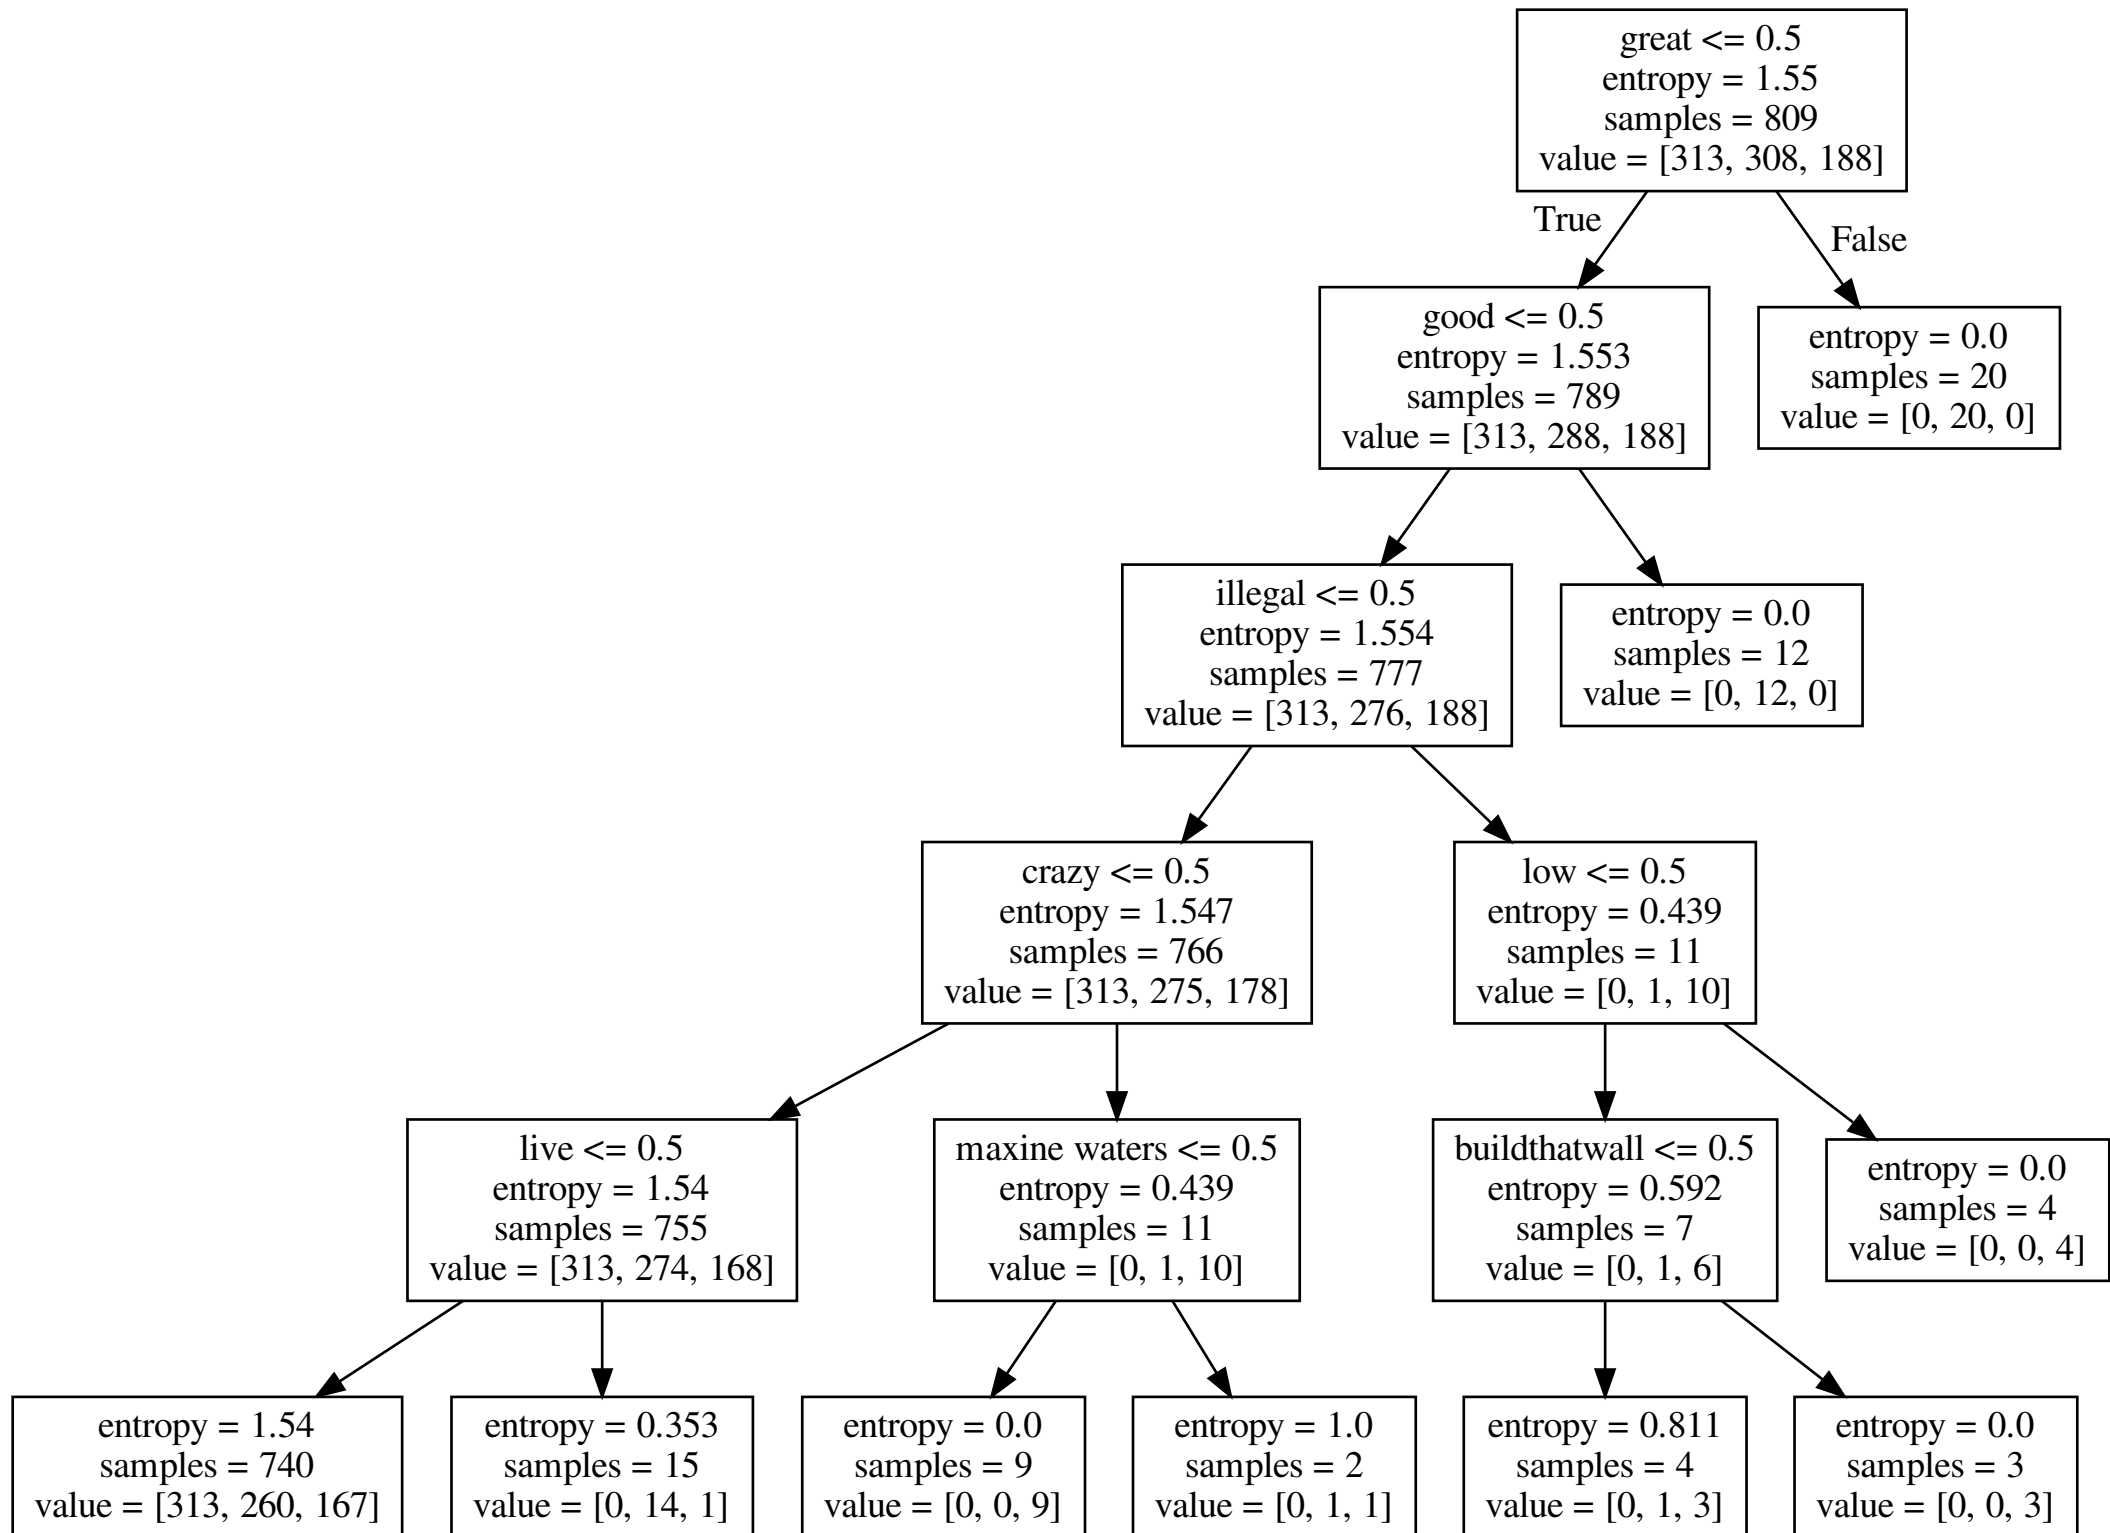 great <= 0.5
entropy = 1.55
samples = 809
value = [313, 308, 188]
True
False
good <= 0.5
entropy = 1.553
samples = 789
value = [313, 288, 188]
entropy = 0.0
samples = 20
value = [0, 20, 0]
illegal <= 0.5
entropy = 1.554
samples = 777
value = [313, 276, 188]
entropy = 0.0
samples = 12
value = [0, 12, 0]
crazy <= 0.5
entropy = 1.547
samples = 766
value = [313, 275, 178]
low <= 0.5
entropy = 0.439
samples = 11
value = [0, 1, 10]
live <= 0.5
entropy = 1.54
samples = 755
value = [313, 274, 168]
maxine waters <= 0.5
entropy = 0.439
samples = 11
value = [0, 1, 10]
buildthatwall <= 0.5
entropy = 0.592
samples = 7
value = [0, 1, 6]
entropy = 0.0
samples = 4
value = [0, 0, 4]
entropy = 1.54
samples = 740
value = [313, 260, 167]
entropy = 0.353
samples = 15
value = [0, 14, 1]
entropy = 0.0
samples = 9
value = [0, 0, 9]
entropy = 1.0
samples = 2
value = [0, 1, 1]
entropy = 0.811
samples = 4
value = [0, 1, 3]
entropy = 0.0
samples = 3
value = [0, 0, 3]